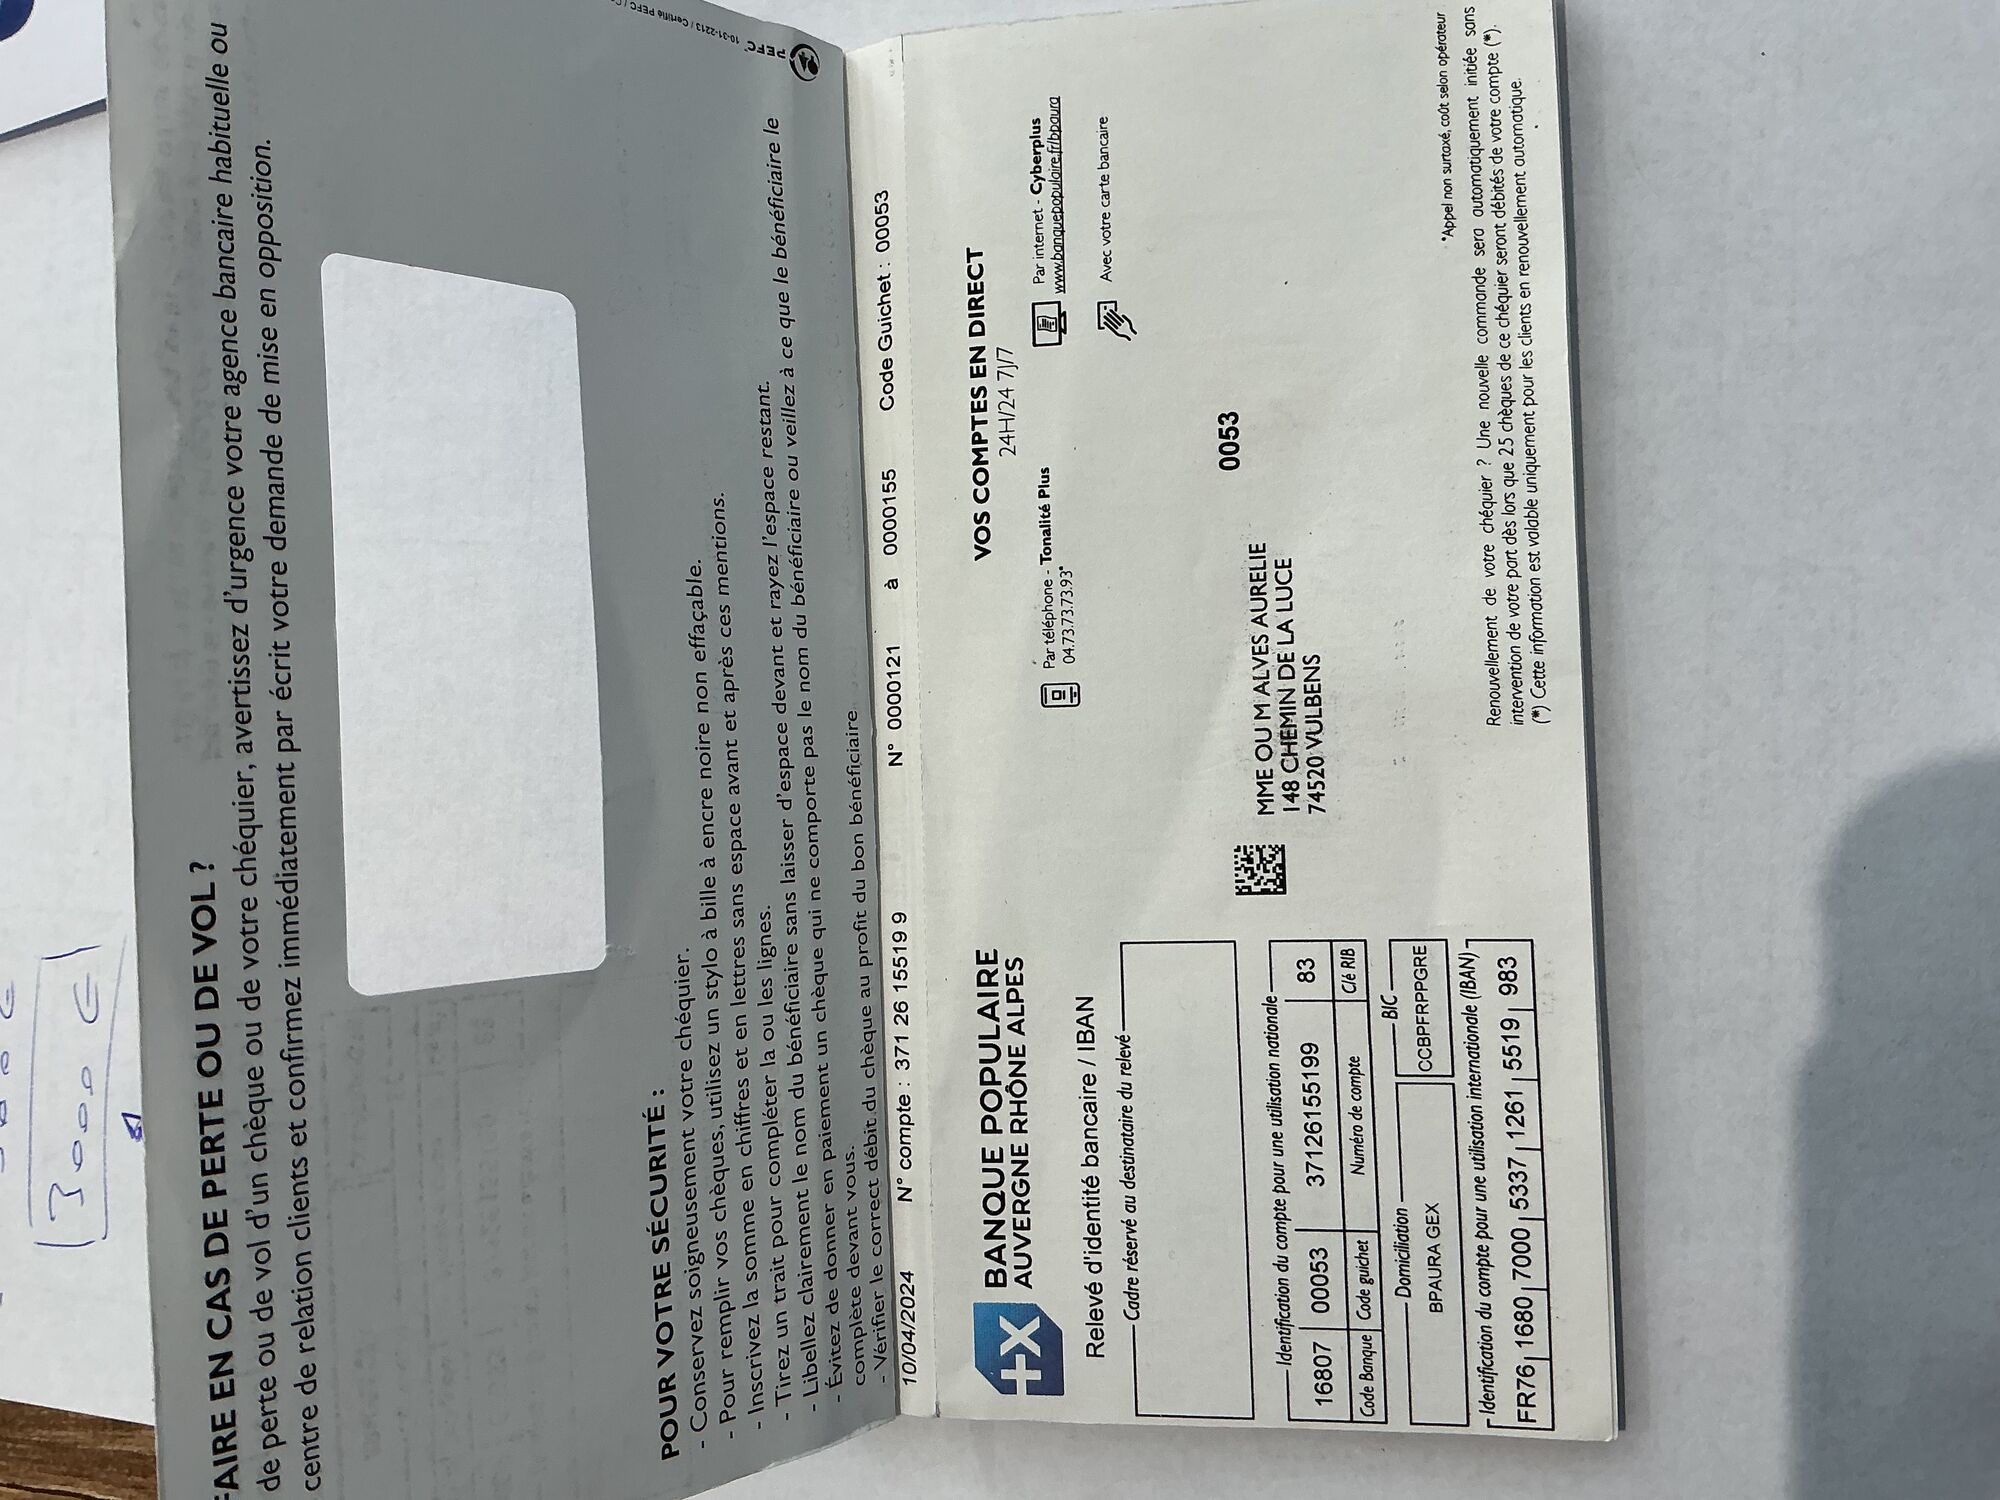 3000 €
FAIRE EN CAS DE PERTE OU DE VOL ?
de perte ou de vol d'un chèque ou de votre chéquier, avertissez d'urgence votre agence bancaire habituelle ou
centre de relation clients et confirmez immédiatement par écrit votre demande de mise en opposition.
POUR VOTRE SÉCURITÉ :
- Conservez soigneusement votre chéquier.
- Pour remplir vos chèques, utilisez un stylo à bille à encre noire non effaçable.
- Inscrivez la somme en chiffres et en lettres sans espace avant et après ces mentions.
- Tirez un trait pour compléter la ou les lignes.
- Libellez clairement le nom du bénéficiaire sans laisser d'espace devant et rayez l'espace restant.
- Évitez de donner en paiement un chèque qui ne comporte pas le nom du bénéficiaire ou veillez à ce que le bénéficiaire le
complète devant vous.
- Vérifier le correct débit du chèque au profit du bon bénéficiaire
PEFC 10-31-2213 / Certifié PEFC
10/04/2024 N° compte : 371 26 15519 9 N° 0000121 à 0000155 Code Guichet : 00053
BANQUE POPULAIRE
AUVERGNE RHÔNE ALPES
VOS COMPTES EN DIRECT
24H/24 7J/7
Par téléphone - Tonalité Plus
04.73.73.73.93*
Par internet - Cyberplus
www.banquepopulaire.fr/bpaura
Avec votre carte bancaire
Relevé d'identité bancaire / IBAN
Cadre réservé au destinataire du relevé
0053
MME OU M ALVES AURELIE
148 CHEMIN DE LA LUCE
74520 VULBENS
Identification du compte pour une utilisation nationale
16807 00053 37126155199 83
Code Banque Code guichet Numéro de compte Clé RIB
Domiciliation BIC
BPAURA GEX CCBPFRPPGRE
Identification du compte pour une utilisation internationale (IBAN)
FR76 1680 7000 5337 1261 5519 983
*Appel non surtaxé, coût selon opérateur
Renouvellement de votre chéquier ? Une nouvelle commande sera automatiquement initiée sans
intervention de votre part dès lors que 25 chèques de ce chéquier seront débités de votre compte (*).
(*) Cette information est valable uniquement pour les clients en renouvellement automatique.